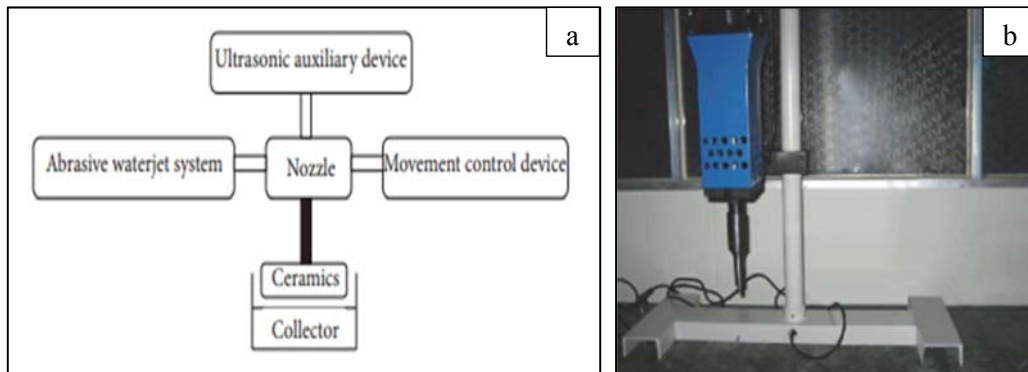 a
Ultrasonic auxiliary device
Abrasive waterjet system
Nozzle
Movement control device
Ceramics
Collector
b